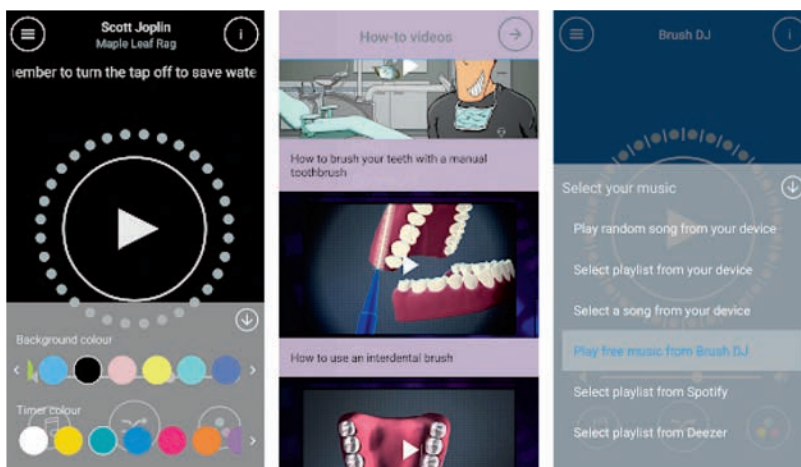 Scott Joplin
Maple Leaf Rag
i
ember to turn the tap off to save wate
Background colour
Timer colour
How-to videos
How to brush your teeth with a manual
toothbrush
How to use an interdental brush
Brush DJ
i
Select your music
Play random song from your device
Select playlist from your device
Select a song from your device
Play free music from Brush DJ
Select playlist from Spotify
Select playlist from Deezer